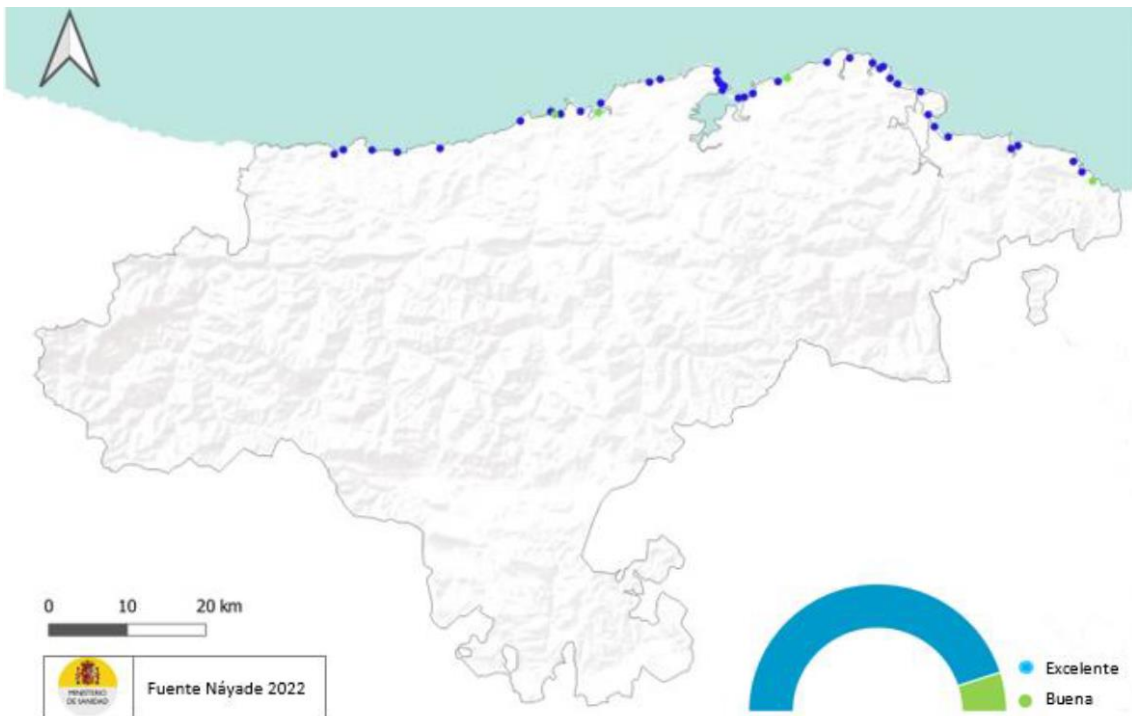 0 10 20 km
MINISTERIO
DE SANIDAD
Fuente Náyade 2022
Excelente
Buena